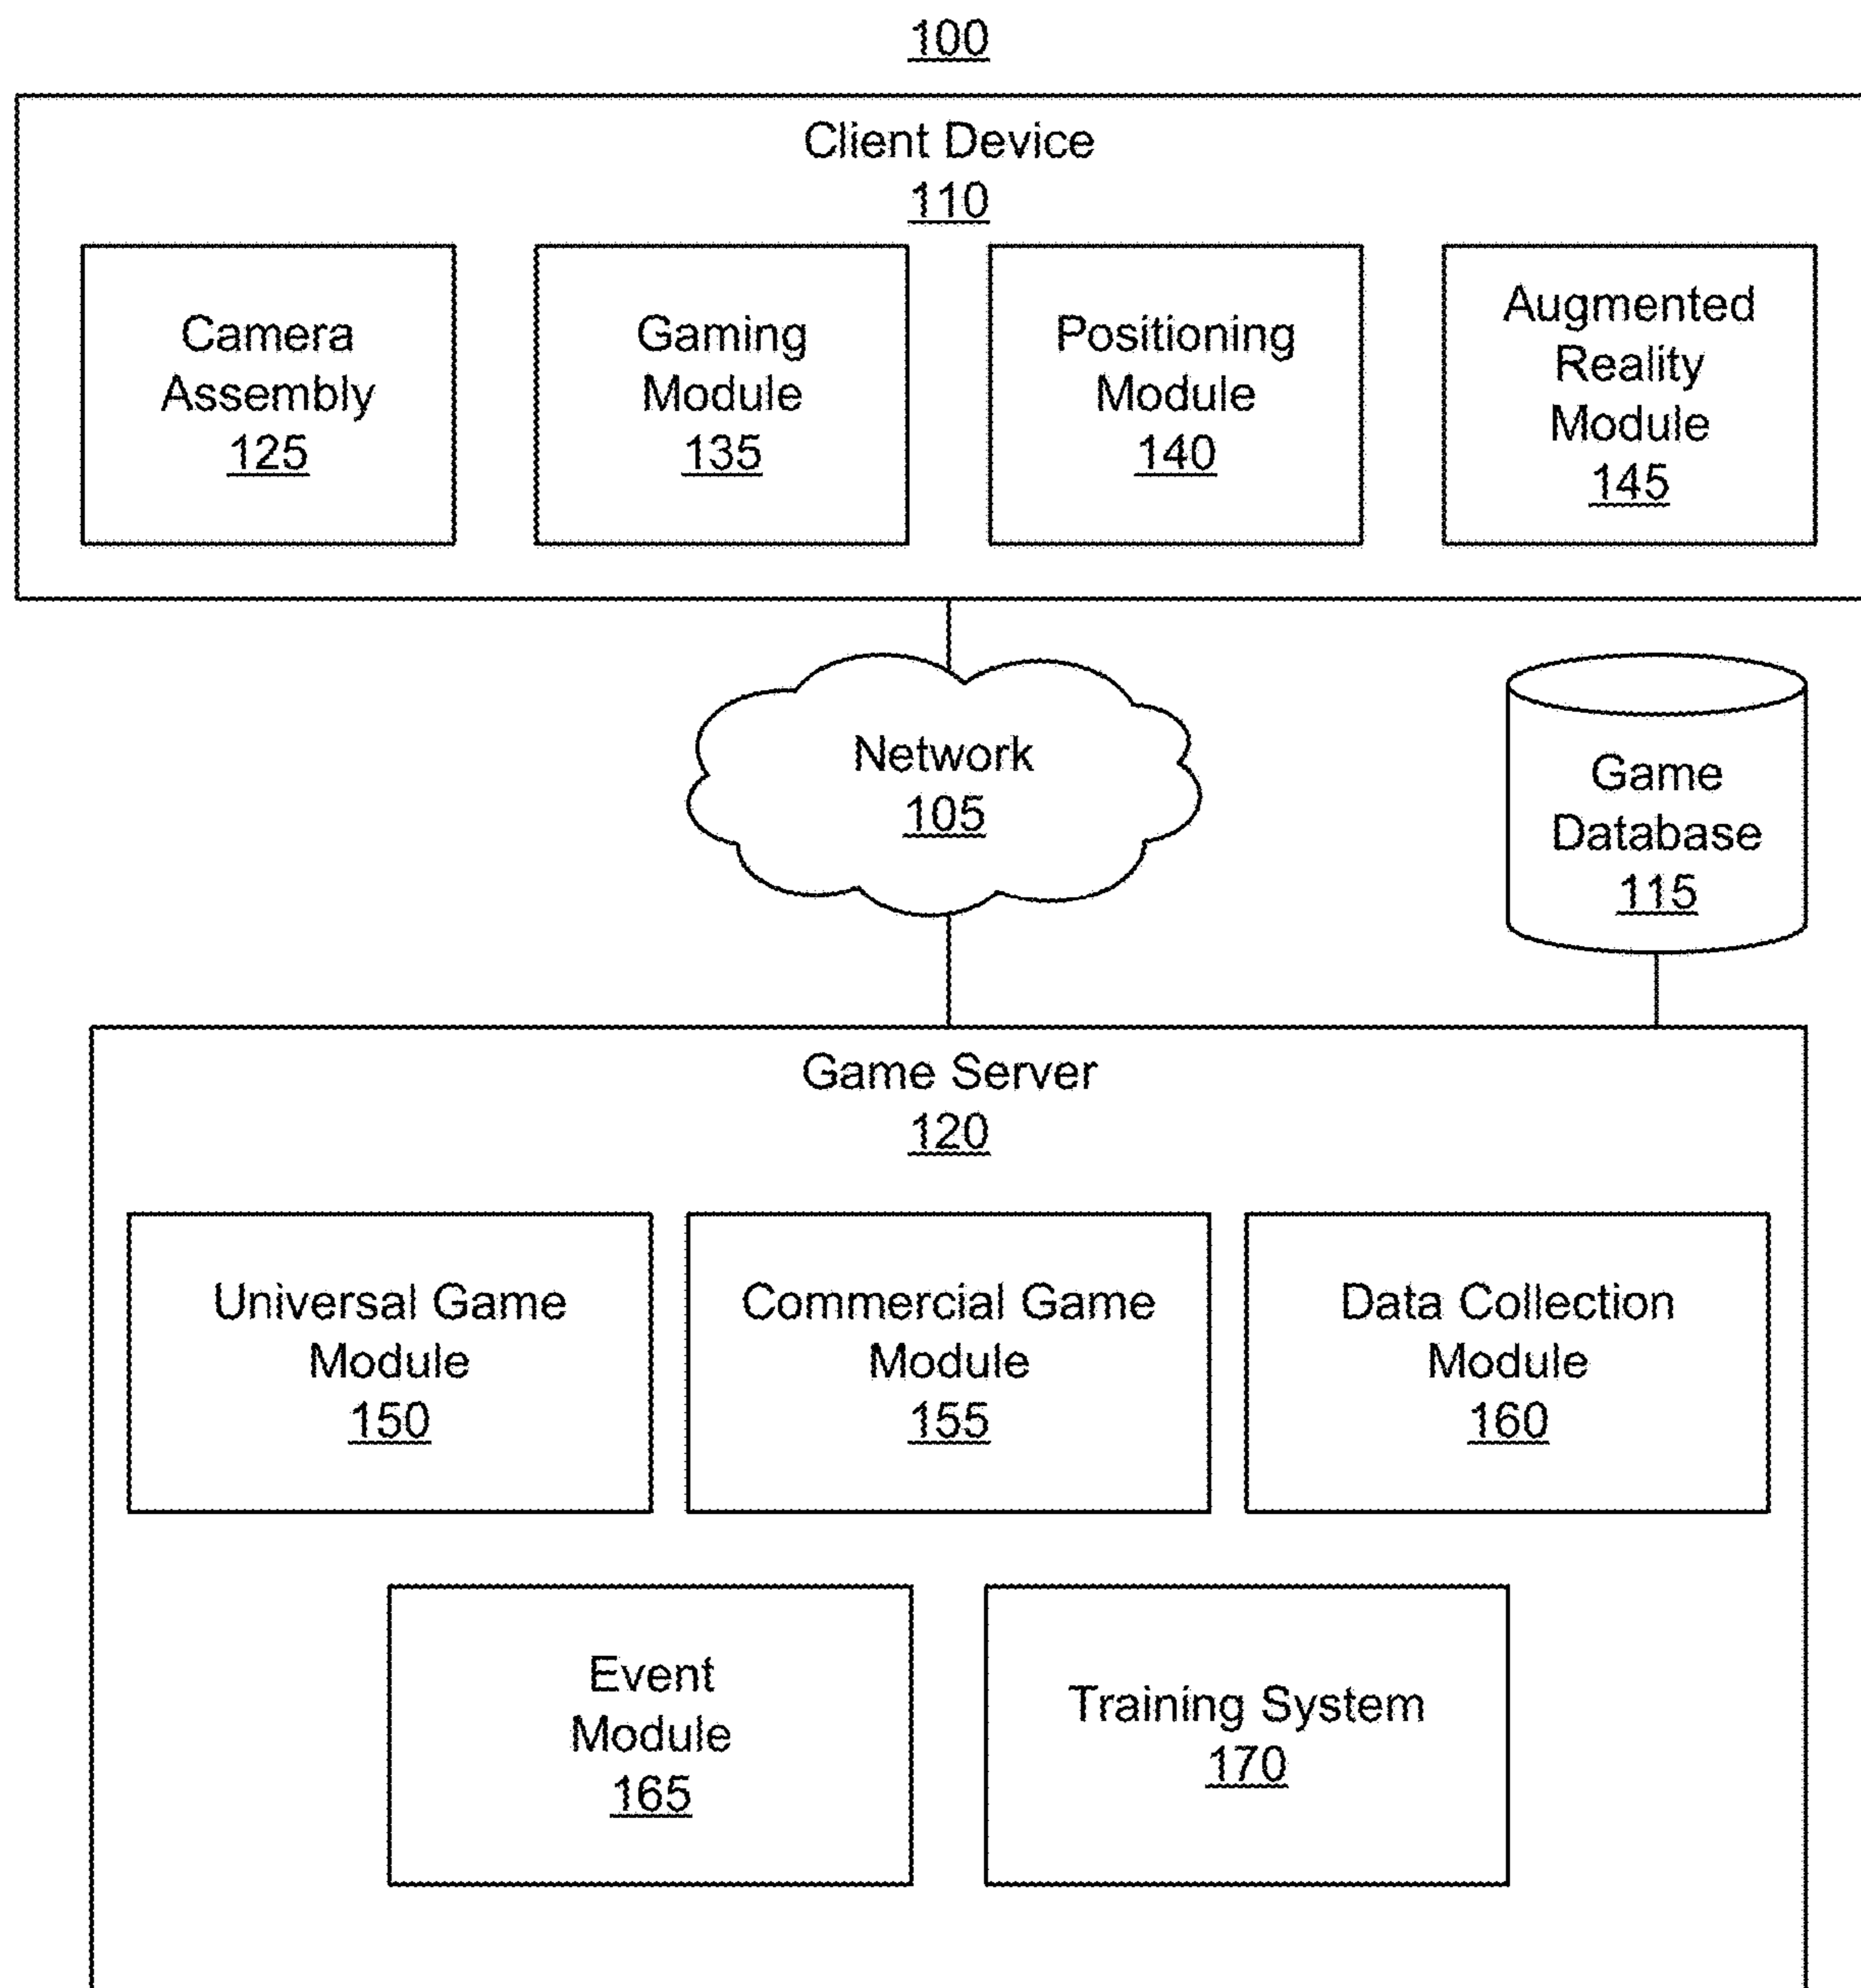 100
Client Device
110
Camera
Assembly
125
Gaming
Module
135
Positioning
Module
140
Augmented
Reality
Module
145
Network
105
Game
Database
115
Game Server
120
Universal Game
Module
150
Commercial Game
Module
155
Data Collection
Module
160
Event
Module
165
Training System
170